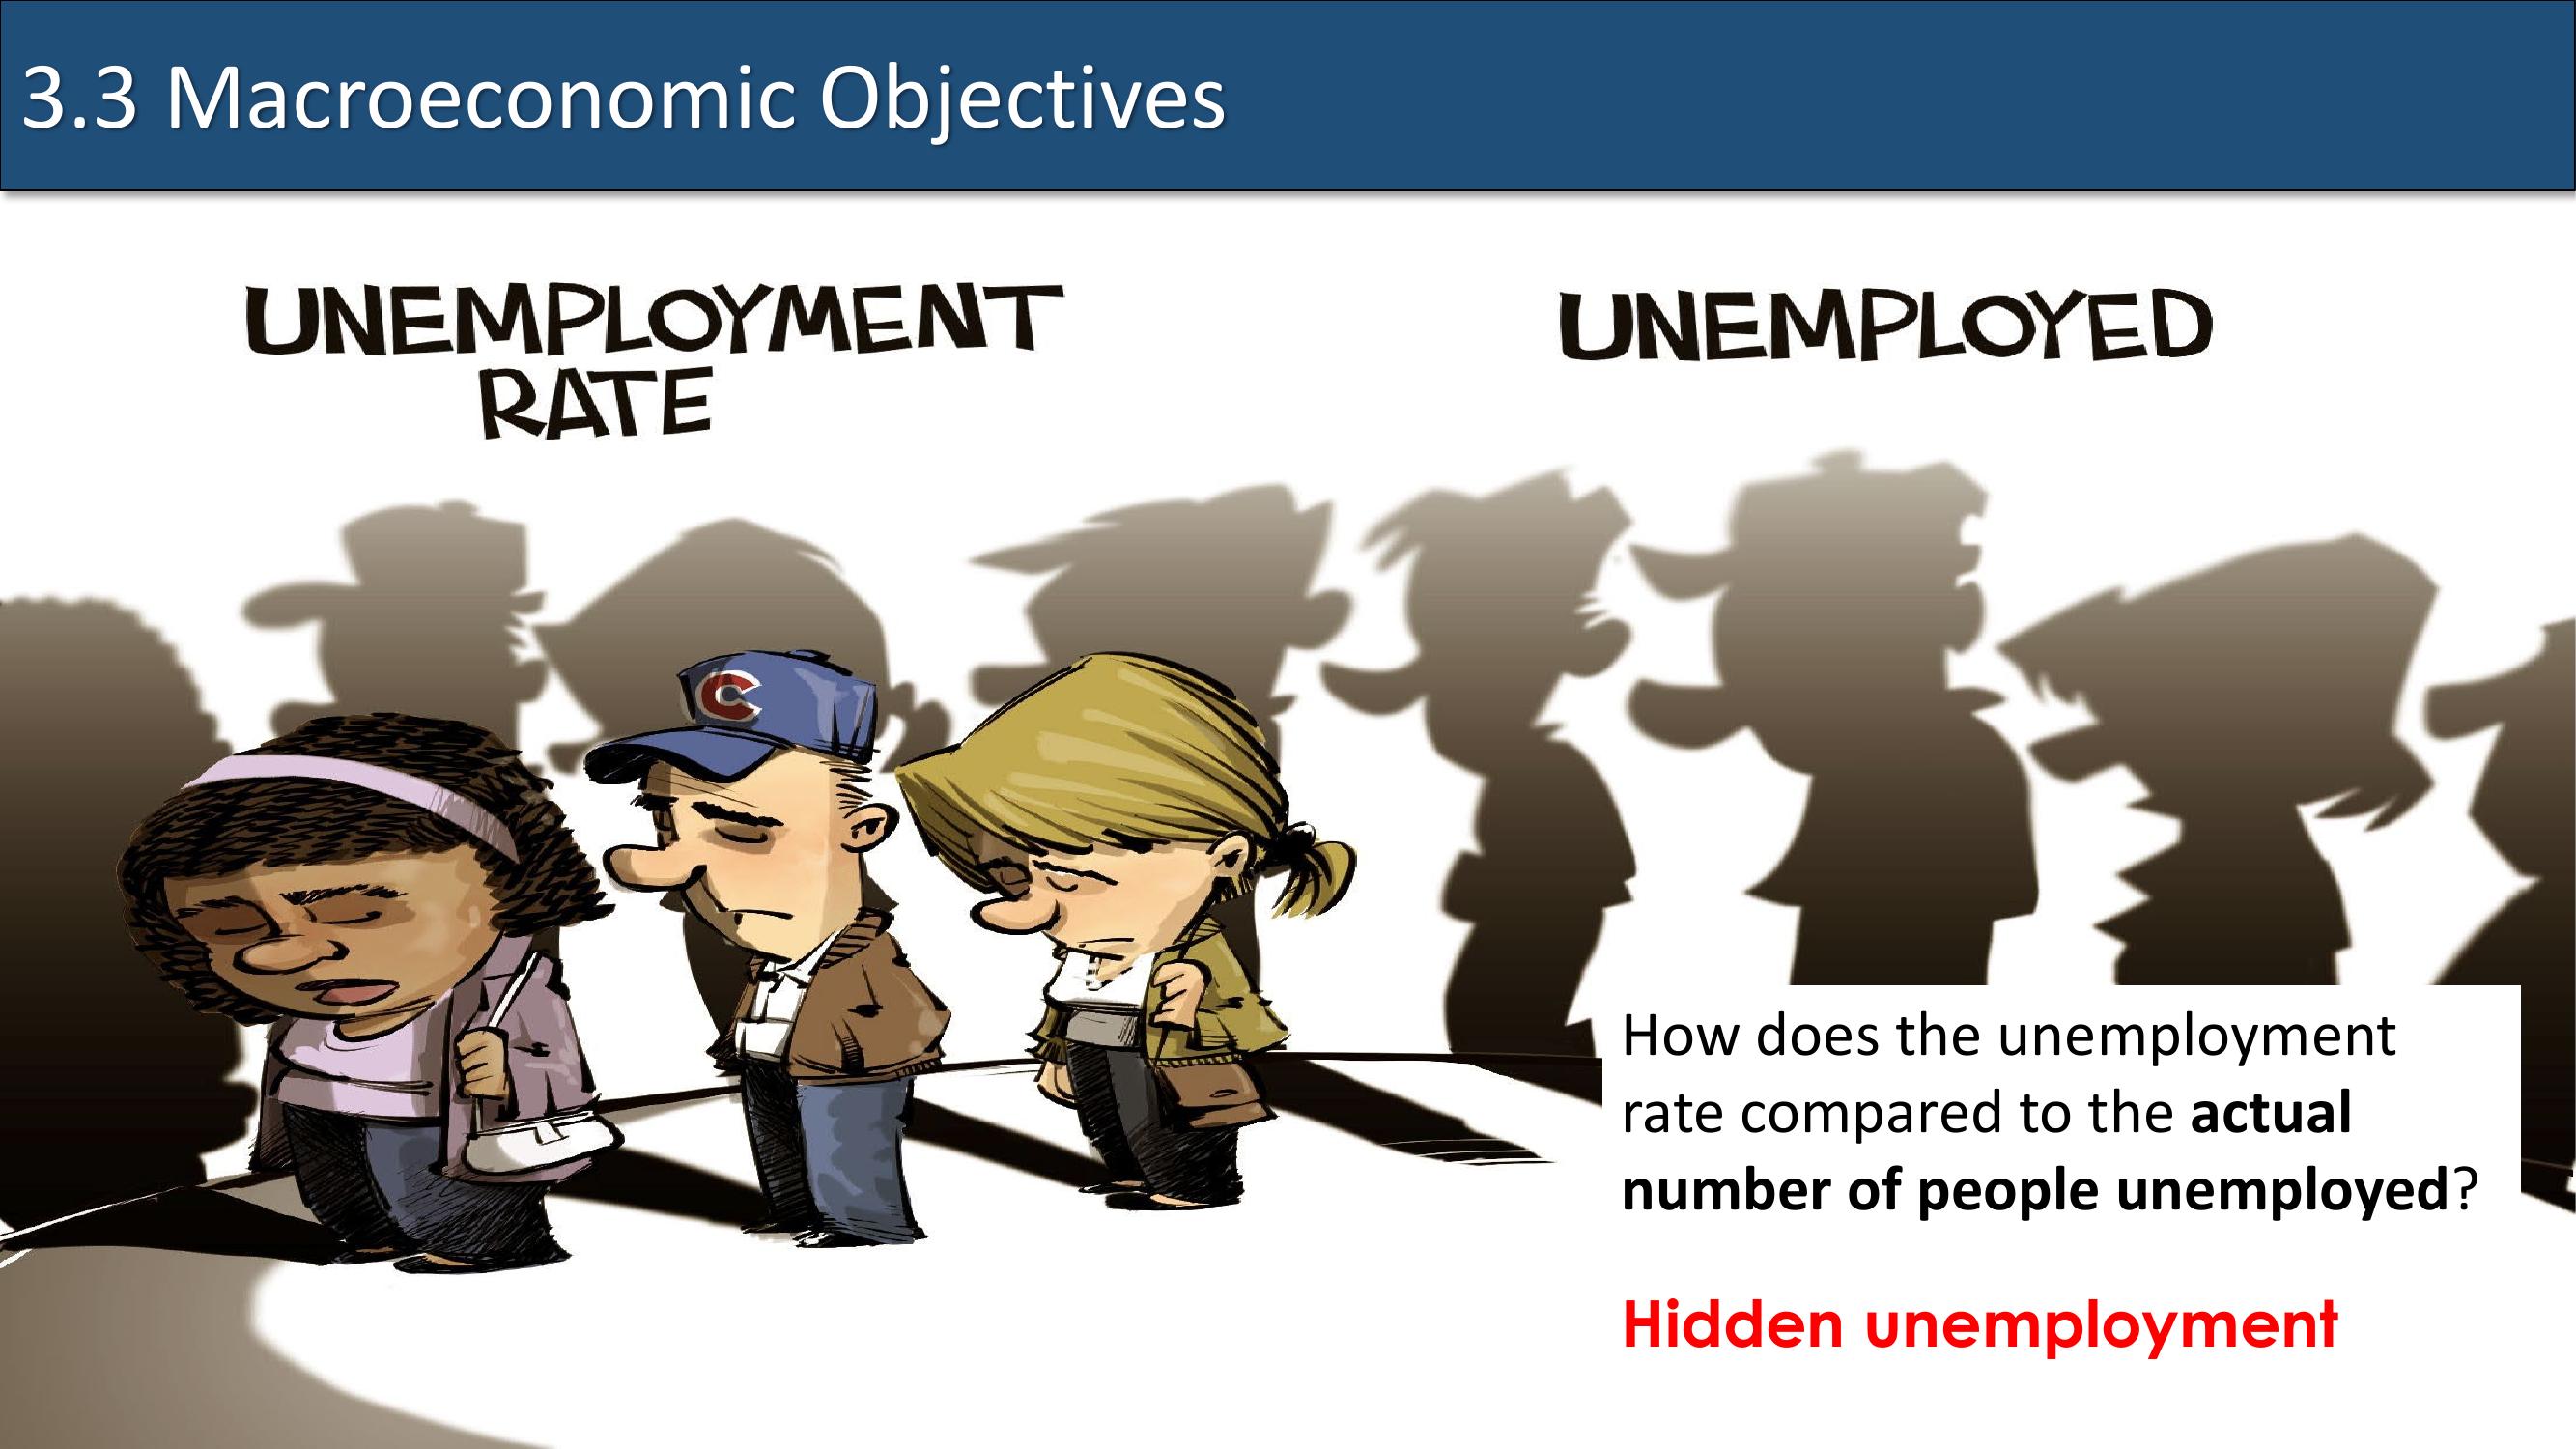 3.3 Macroeconomic Objectives
UNEMPLOYMENT
RATE
UNEMPLOYED
C
How does the unemployment
rate compared to the actual
number of people unemployed?
Hidden unemployment